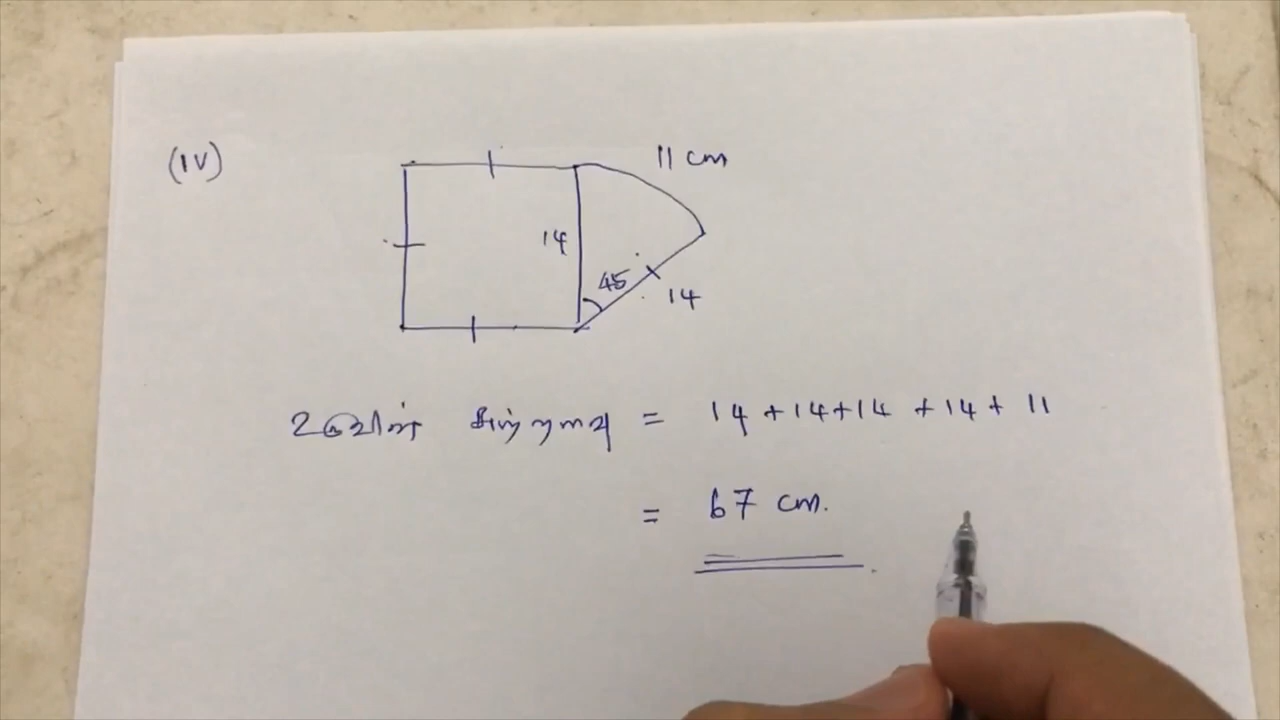 (IV)
11 cm
14
45
14
உருவின் சுற்றளவு = 14 + 14 + 14 + 14 + 11
= 67 cm.